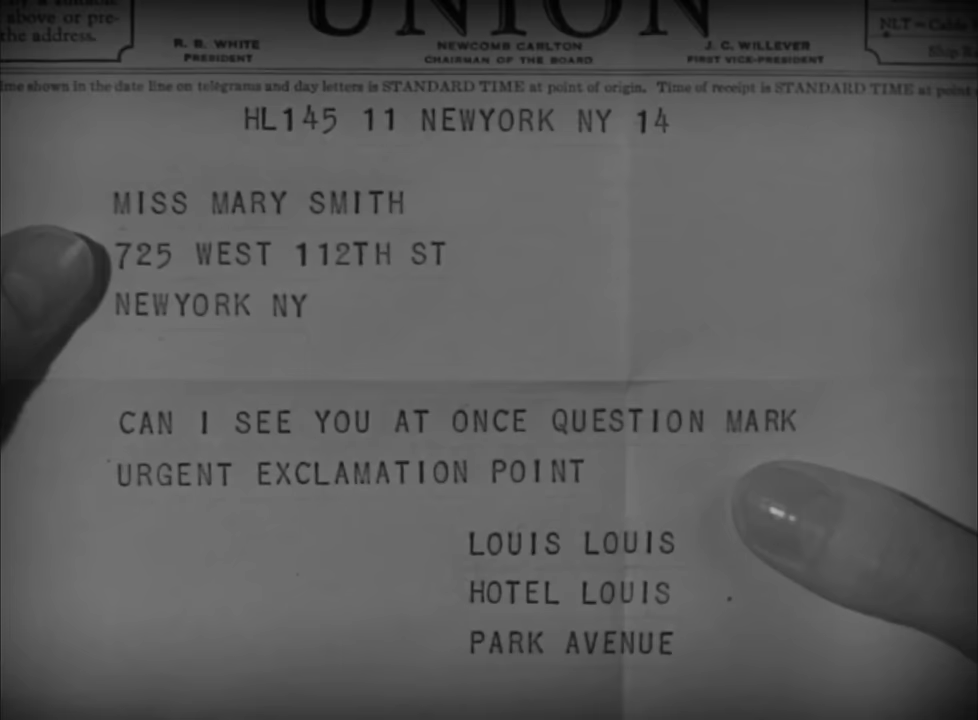 above or pre-
the address.
UNION
NLT
R. B. WHITE
PRESIDENT
NEWCOMB CARLTON
CHAIRMAN OF THE BOARD
J. C. WILLEVER
FIRST VICE-PRESIDENT
shown in the date line on telegrams and day letters is STANDARD TIME at point of origin. Time of receipt is STANDARD TIME at point
HL145 11 NEWYORK NY 14
MISS MARY SMITH
725 WEST 112TH ST
NEWYORK NY
CAN I SEE YOU AT ONCE QUESTION MARK
URGENT EXCLAMATION POINT
LOUIS LOUIS
HOTEL LOUIS
PARK AVENUE